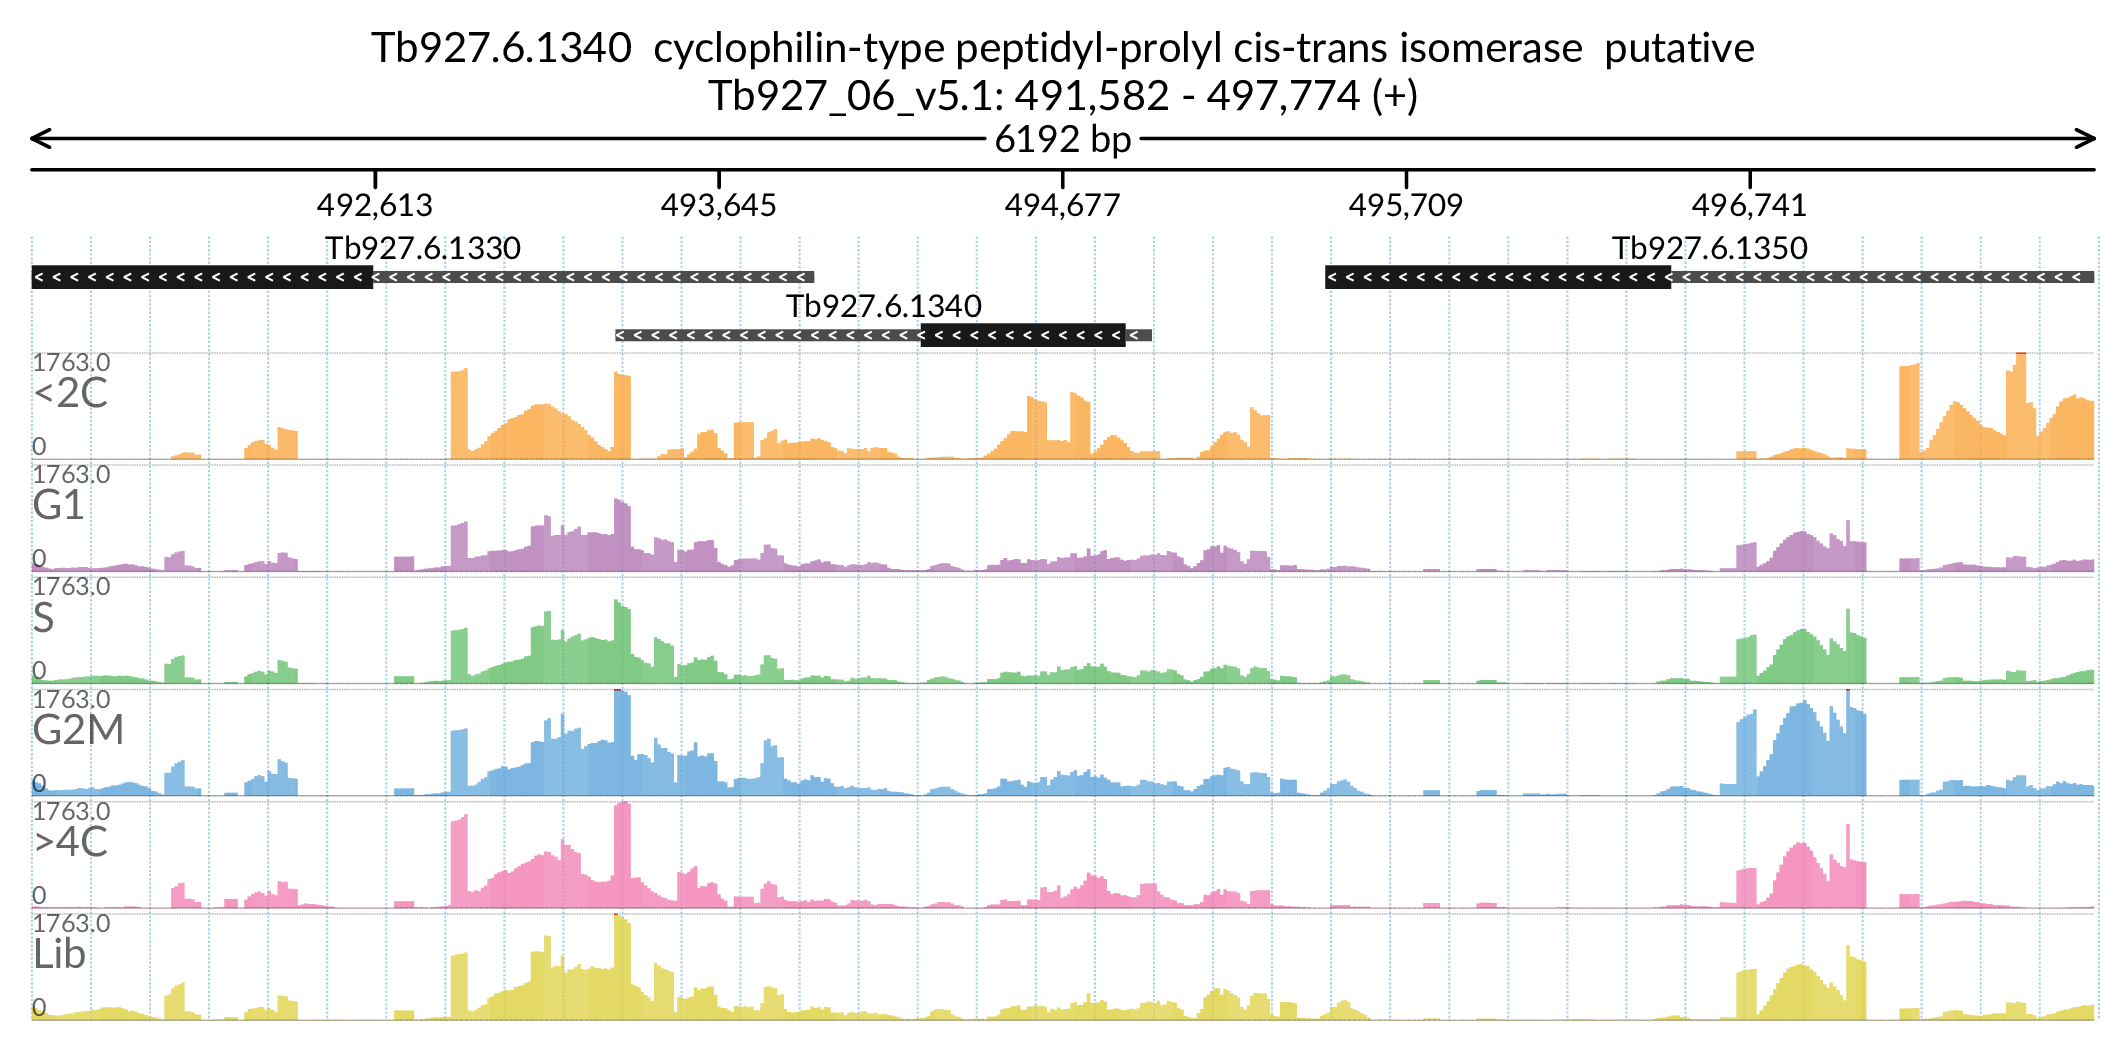 Tb927.6.1340  cyclophilin-type peptidyl-prolyl cis-trans isomerase  putative
Tb927_06_v5.1: 491,582 - 497,774 (+)
6192 bp
492,613 493,645 494,677 495,709 496,741
Tb927.6.1330 Tb927.6.1350
Tb927.6.1340
1763.0
<2C
0
1763.0
G1
0
1763.0
S
0
1763.0
G2M
0
1763.0
>4C
0
1763.0
Lib
0